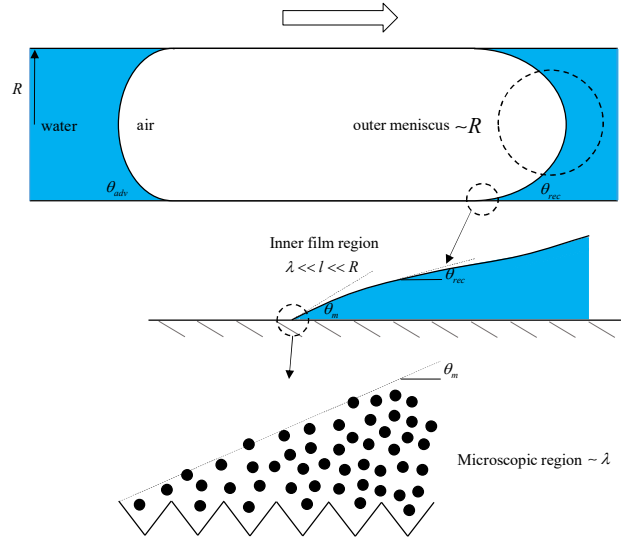 R
water
air
outer meniscus ~R
θadv
θrec
Inner film region
λ << l << R
θrec
θm
θm
Microscopic region ~ λ